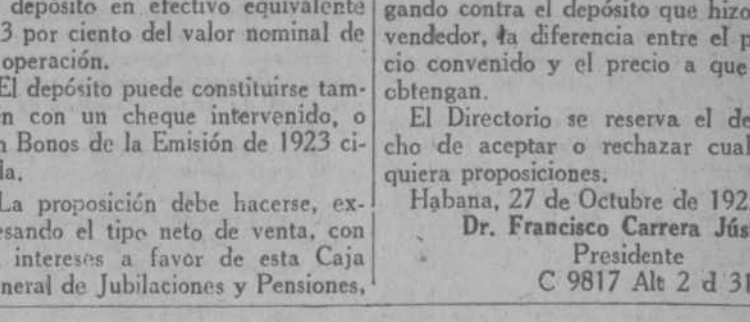 depósito en efectivo equivalente
3 por ciento del valor nominal de
operación.
El depósito puede constituirse tam-
n con un cheque intervenido, o
Bonos de la Emisión de 1923 ci-
da.
La proposición debe hacerse, ex-
esando el tipo neto de venta, con
intereses a favor de esta Caja
neral de Jubilaciones y Pensiones,
gando contra el depósito que hizo
vendedor, la diferencia entre el p
cio convenido y el precio a que
obtengan.
El Directorio se reserva el de
cho de aceptar o rechazar cual
quiera proposiciones.
Habana, 27 de Octubre de 192
Dr. Francisco Carrera Jús
Presidente
C 9817 Alt 2 d 31